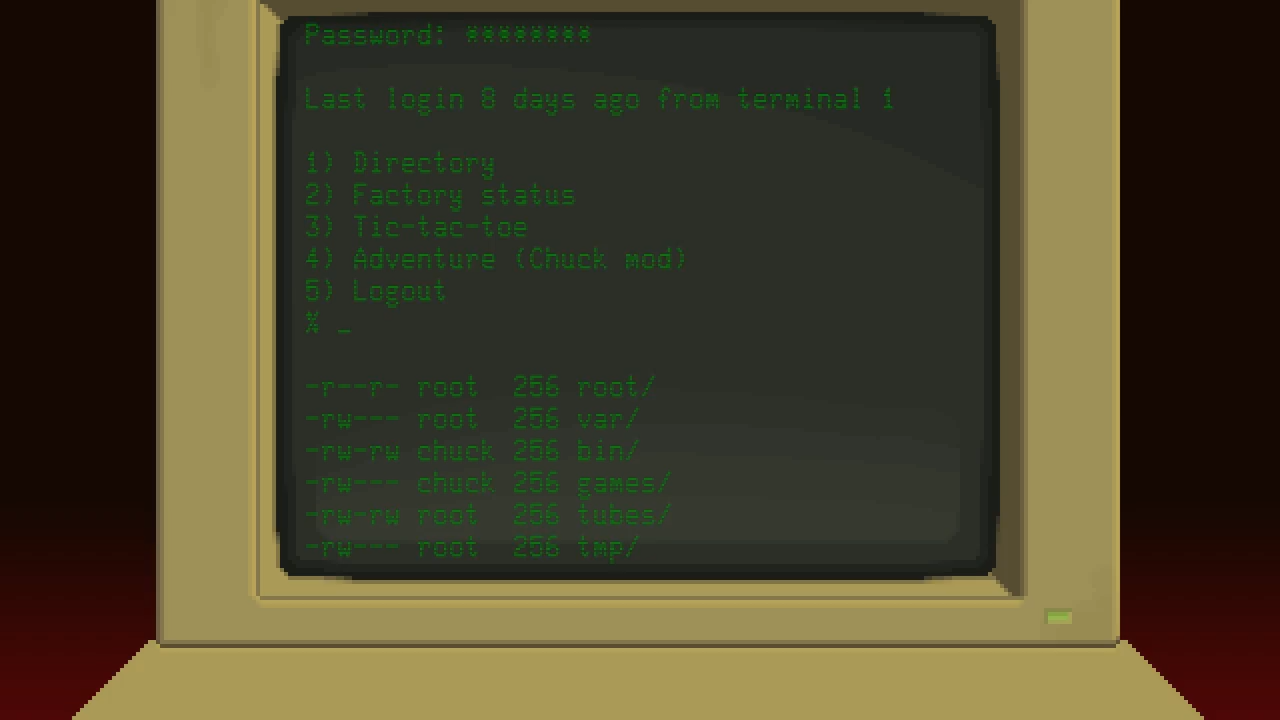 Password: ********
Last login 8 days ago from terminal 1
1) Directory
2) Factory status
3) Tic-tac-toe
4) Adventure (Chuck mod)
5) Logout
% _
-r--r- root  256 root/
-rw--- root  256 var/
-rw-rw chuck 256 bin/
-rw--- chuck 256 games/
-rw-rw root  256 tubes/
-rw--- root  256 tmp/